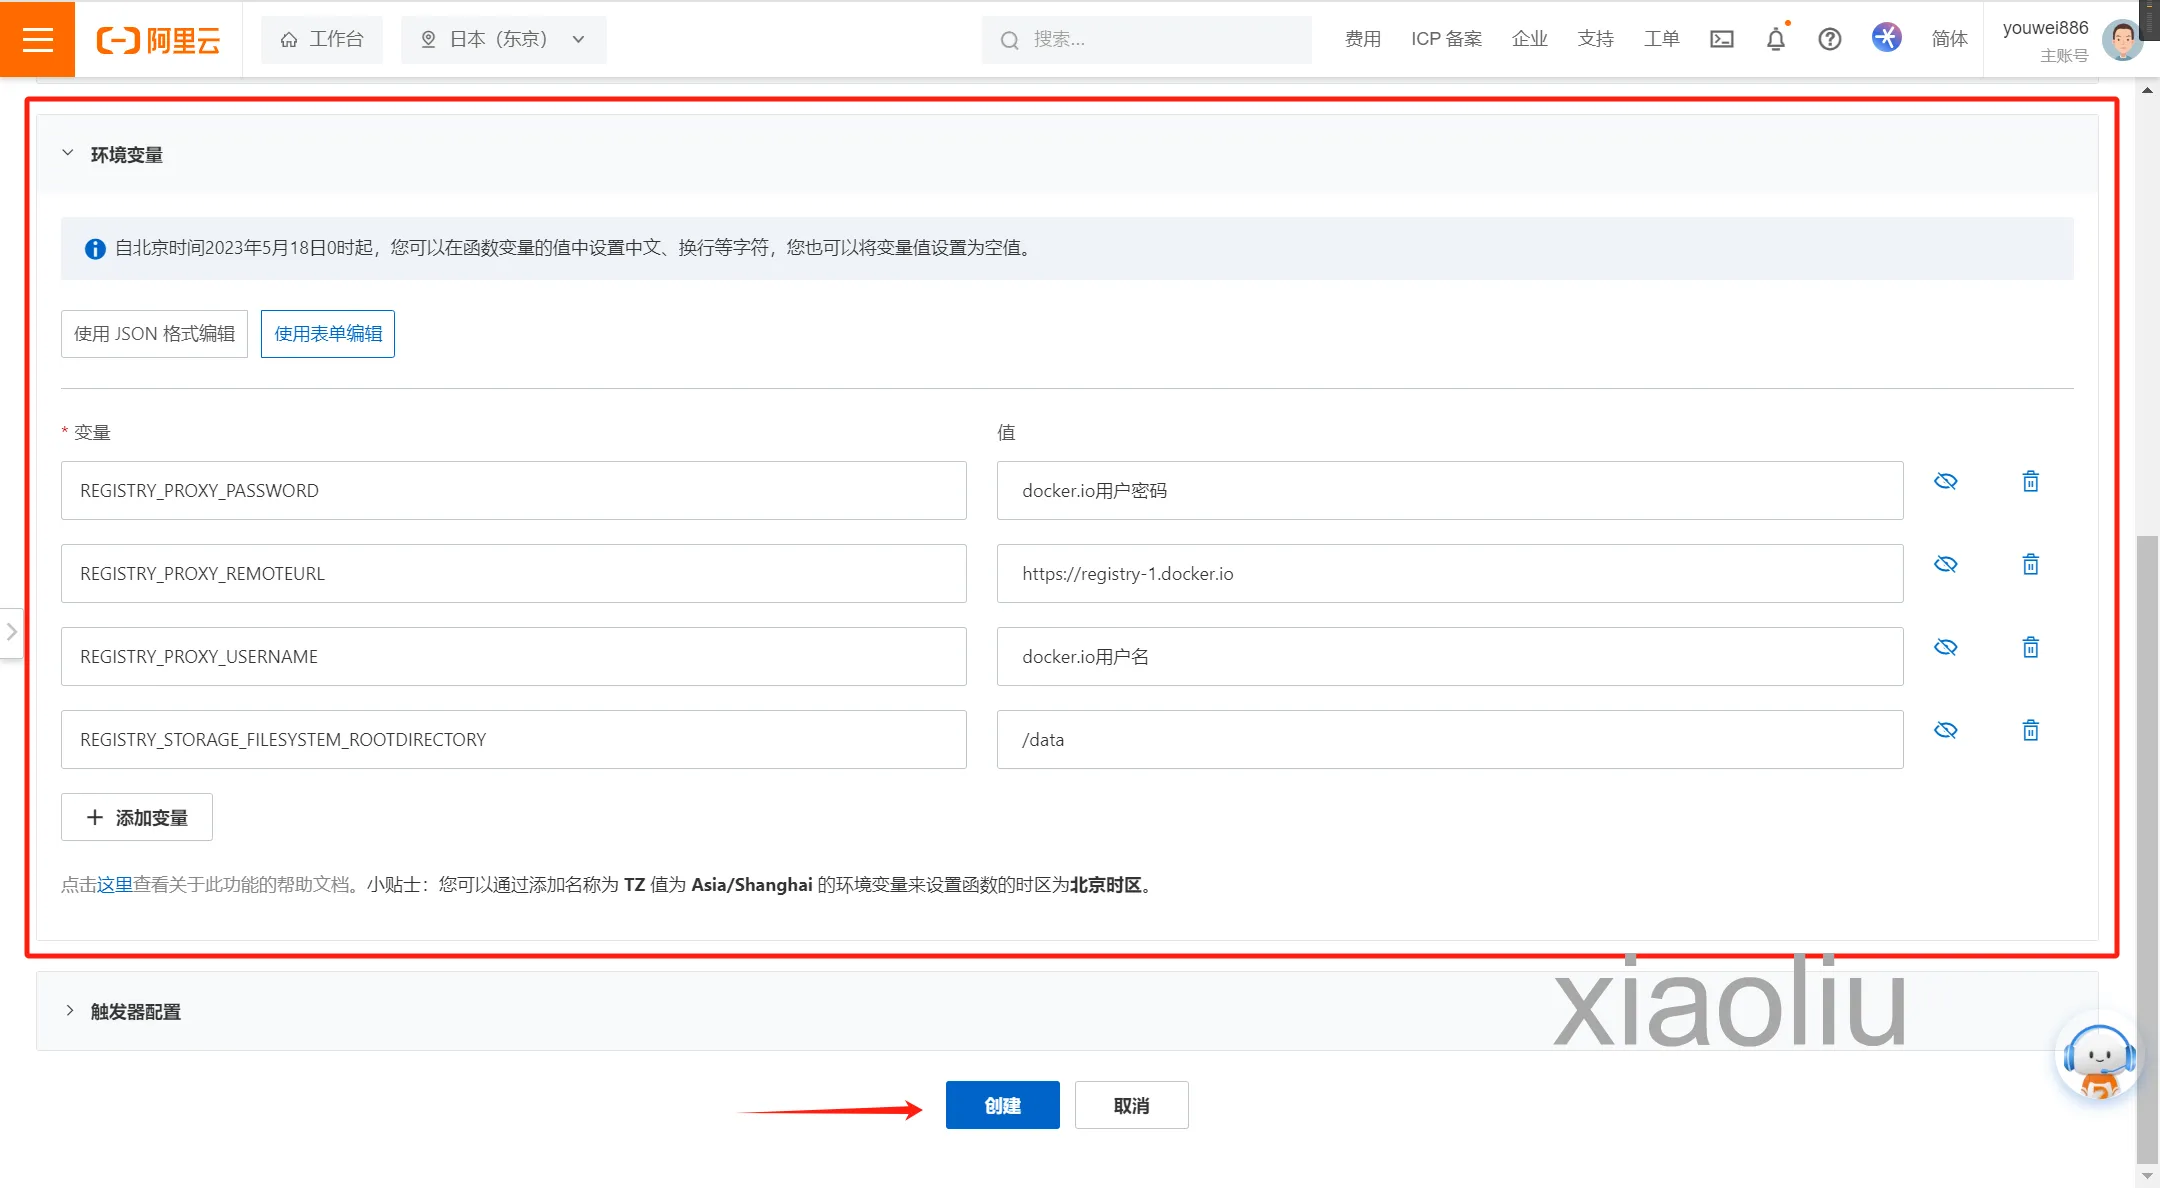 阿里云
工作台
日本（东京）
搜索...
费用
ICP 备案
企业
支持
工单
简体
youwei886
主账号
环境变量
自北京时间2023年5月18日0时起，您可以在函数变量的值中设置中文、换行等字符，您也可以将变量值设置为空值。
使用 JSON 格式编辑
使用表单编辑
* 变量
值
REGISTRY_PROXY_PASSWORD
docker.io用户密码
REGISTRY_PROXY_REMOTEURL
https://registry-1.docker.io
REGISTRY_PROXY_USERNAME
docker.io用户名
REGISTRY_STORAGE_FILESYSTEM_ROOTDIRECTORY
/data
添加变量
点击这里查看关于此功能的帮助文档。小贴士：您可以通过添加名称为 TZ 值为 Asia/Shanghai 的环境变量来设置函数的时区为北京时区。
触发器配置
xiaoliu
创建
取消